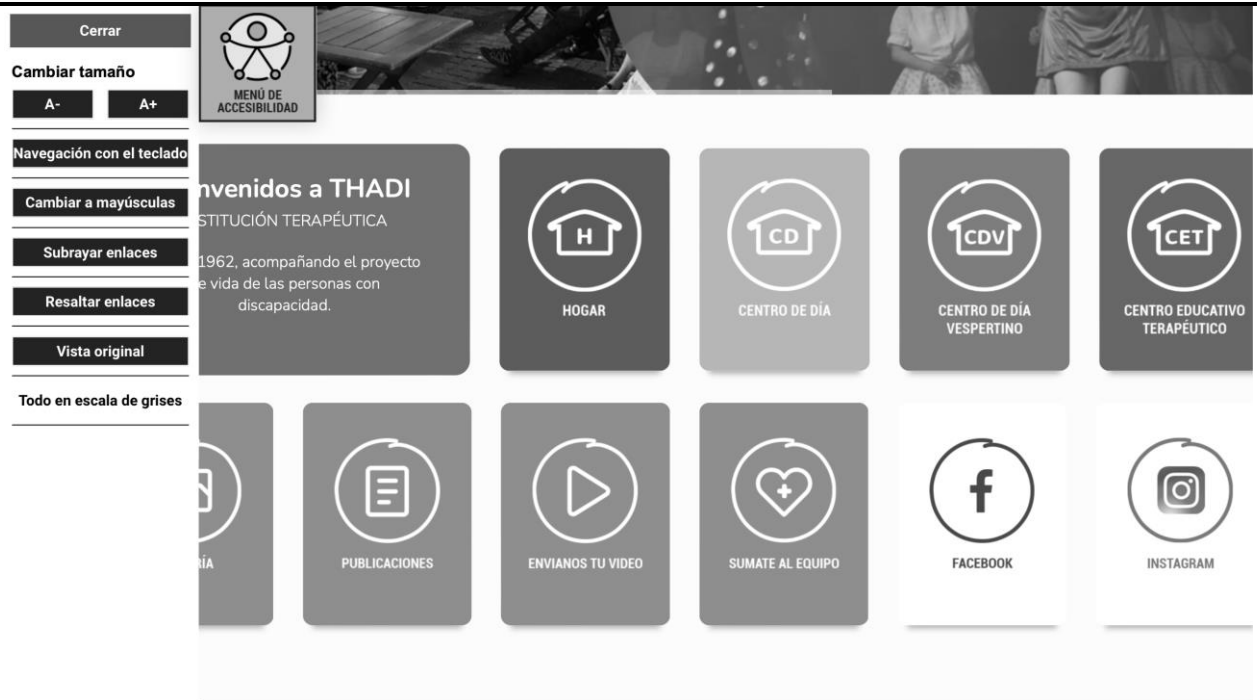 Cerrar
Cambiar tamaño
A-
A+
Navegación con el teclado
Cambiar a mayúsculas
Subrayar enlaces
Resaltar enlaces
Vista original
Todo en escala de grises
MENÚ DE
ACCESIBILIDAD
nvenidos a THADI
STITUCIÓN TERAPÉUTICA
1962, acompañando el proyecto
e vida de las personas con
discapacidad.
H
HOGAR
CD
CENTRO DE DÍA
CDV
CENTRO DE DÍA
VESPERTINO
CET
CENTRO EDUCATIVO
TERAPÉUTICO
ÍA
PUBLICACIONES
ENVIANOS TU VIDEO
SUMATE AL EQUIPO
f
FACEBOOK
INSTAGRAM